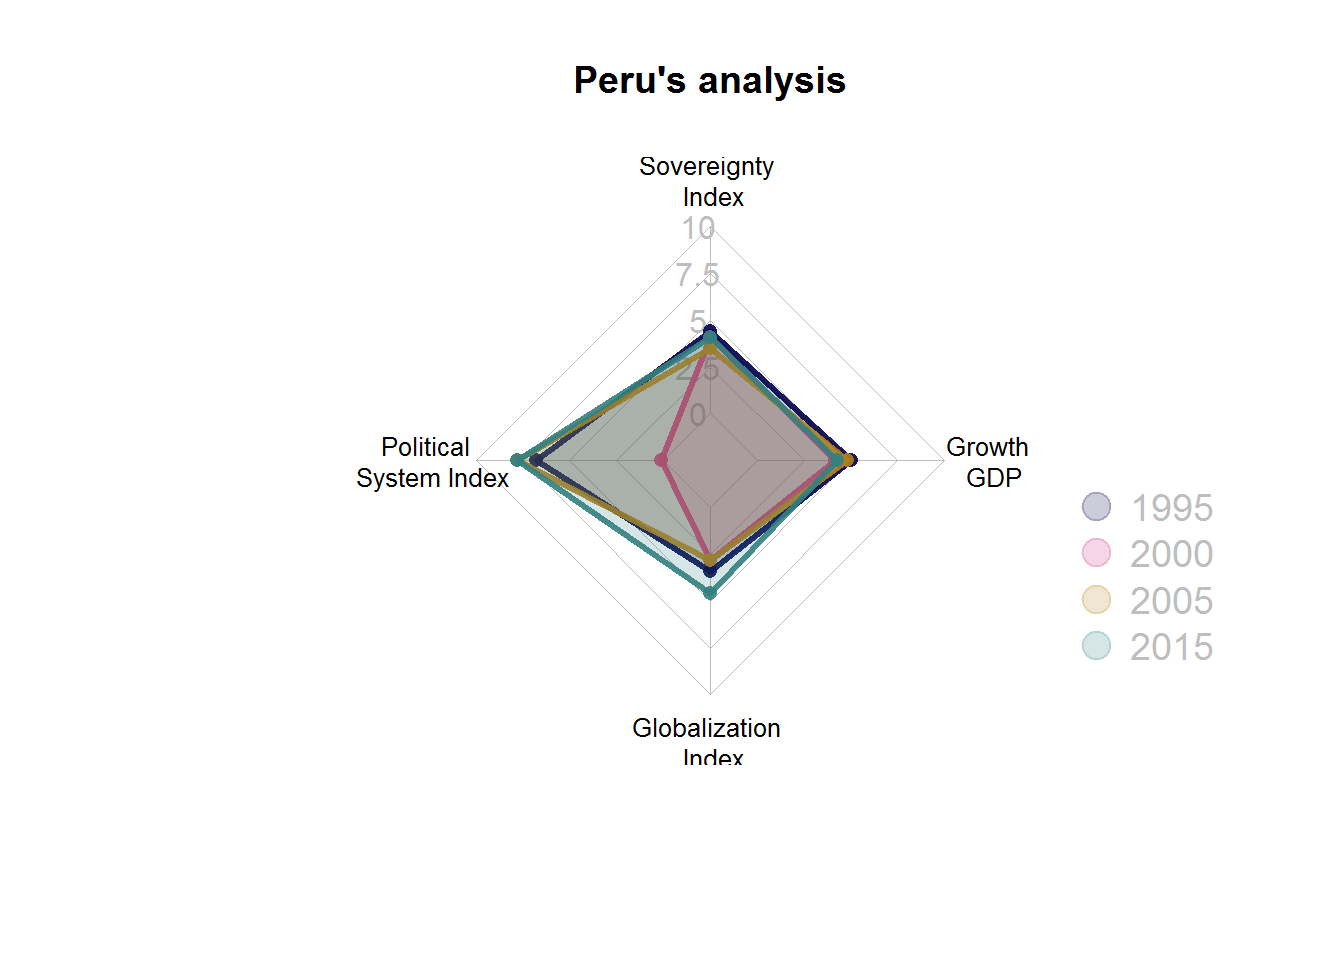 Peru's analysis
Sovereignty
Index
10
7.5
5
2.5
0
Political
System Index
Growth
GDP
1995
2000
2005
2015
Globalization
Index